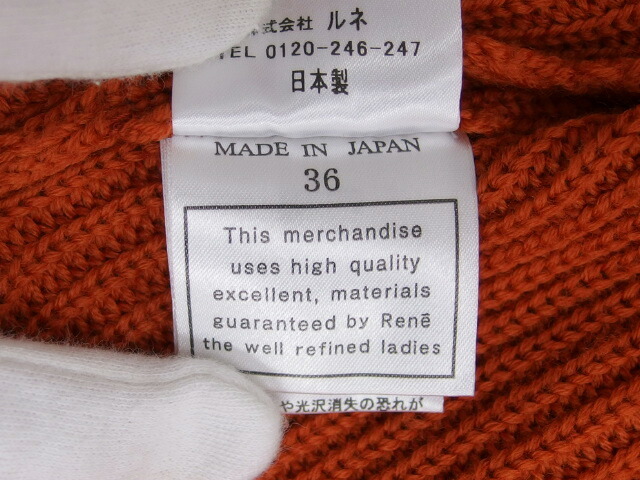 式会社 ルネ
TEL 0120-246-247
日本製
MADE IN JAPAN
36
This merchandise
uses high quality
excellent, materials
guaranteed by Renē
the well refined ladies
や光沢消失の恐れが